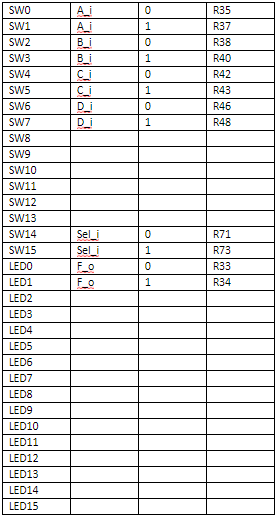 SW0 A_i 0 R35
SW1 A_i 1 R37
SW2 B_i 0 R38
SW3 B_i 1 R40
SW4 C_i 0 R42
SW5 C_i 1 R43
SW6 D_i 0 R46
SW7 D_i 1 R48
SW8
SW9
SW10
SW11
SW12
SW13
SW14 Sel_i 0 R71
SW15 Sel_i 1 R73
LED0 F_o 0 R33
LED1 F_o 1 R34
LED2
LED3
LED4
LED5
LED6
LED7
LED8
LED9
LED10
LED11
LED12
LED13
LED14
LED15